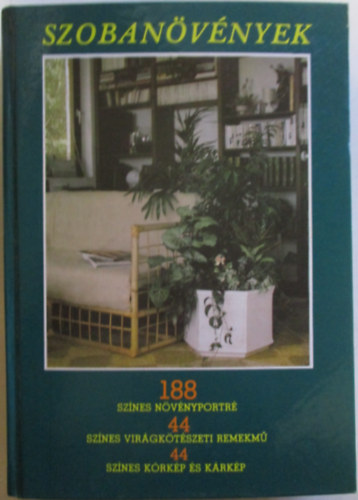 SZOBANÖVÉNYEK
188
SZÍNES NÖVÉNYPORTRÉ
44
SZÍNES VIRÁGKÖTÉSZETI REMEKMŰ
44
SZÍNES KÓRKÉP ÉS KÁRKÉP